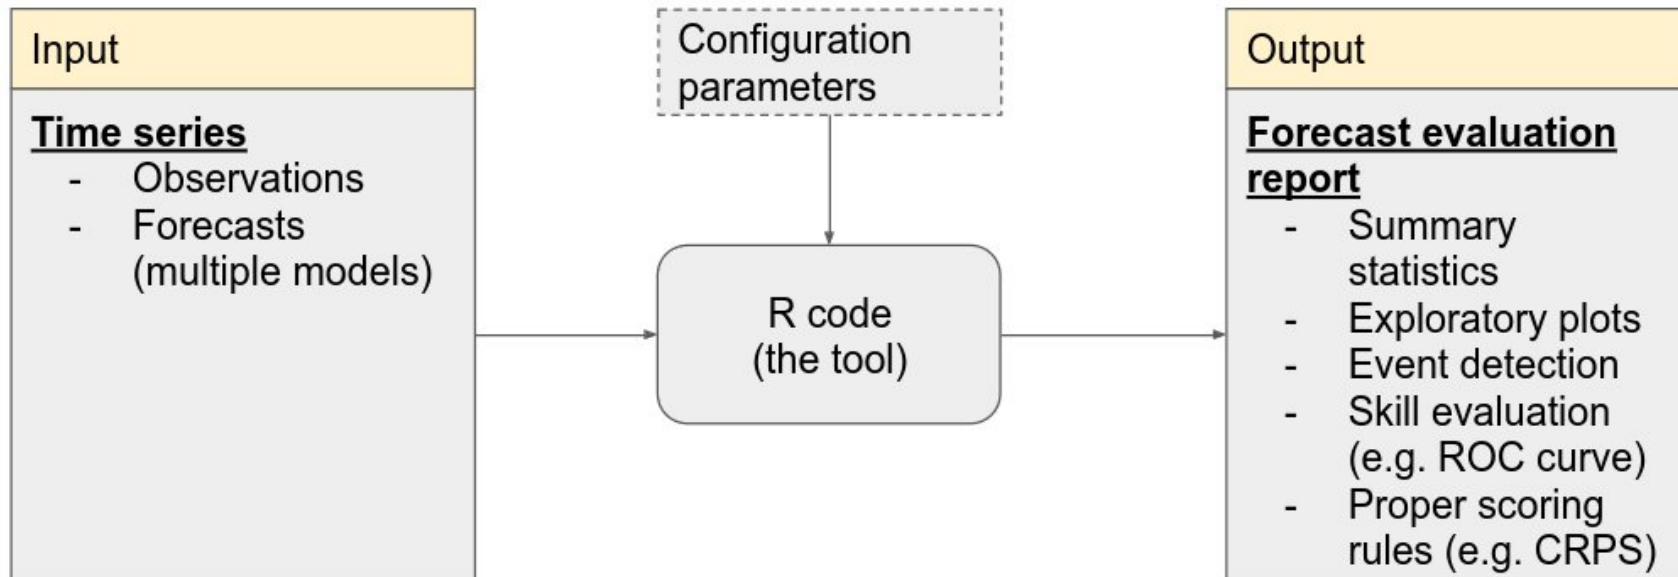 Input
Time series
- Observations
- Forecasts
(multiple models)
Configuration
parameters
R code
(the tool)
Output
Forecast evaluation
report
- Summary
statistics
- Exploratory plots
- Event detection
- Skill evaluation
(e.g. ROC curve)
- Proper scoring
rules (e.g. CRPS)